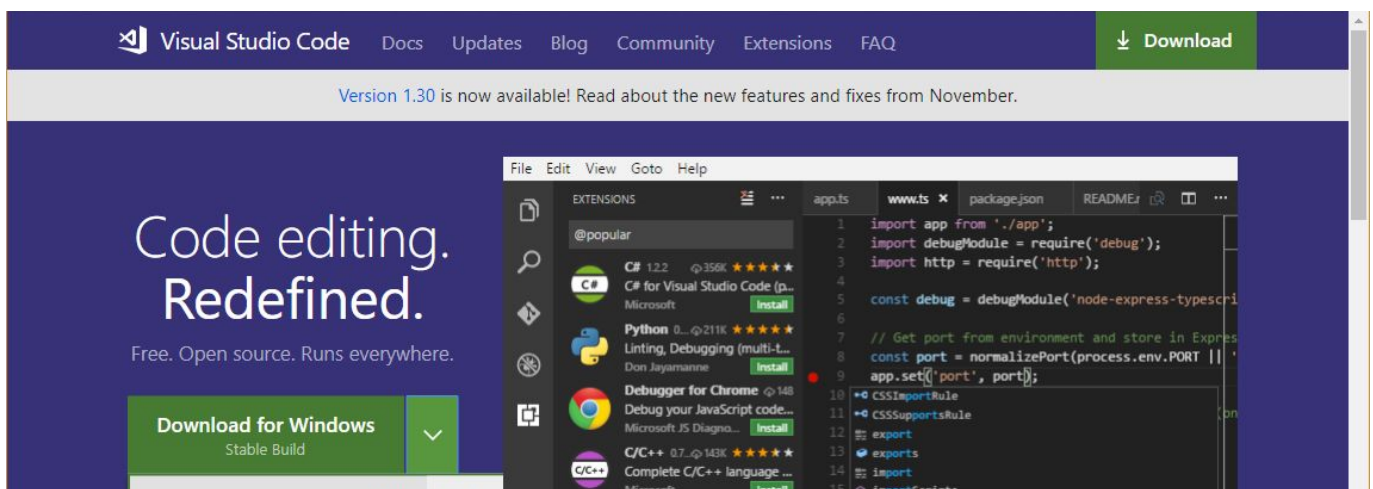 Visual Studio Code Docs Updates Blog Community Extensions FAQ Download
Version 1.30 is now available! Read about the new features and fixes from November.
Code editing.
Redefined.
Free. Open source. Runs everywhere.
Download for Windows
Stable Build
File Edit View Goto Help
EXTENSIONS
@popular
C# 1.2.2 356K
C#
C# for Visual Studio Code (p...
Microsoft Install
Python 0... 211K
Linting, Debugging (multi-t...
Don Jayamanne Install
Debugger for Chrome 148
Debug your JavaScript code...
Microsoft JS Diagno... Install
C/C++ 0.7... 143K
C/C++
Complete C/C++ language ...
app.ts www.ts package.json README.
1 import app from './app';
2 import debugModule = require('debug');
3 import http = require('http');
4
5 const debug = debugModule('node-express-typescri
6
7 // Get port from environment and store in Expres
8 const port = normalizePort(process.env.PORT || '
9 app.set('port', port);
10 CSSImportRule
11 CSSSupportsRule
12 export
13 exports
14 import